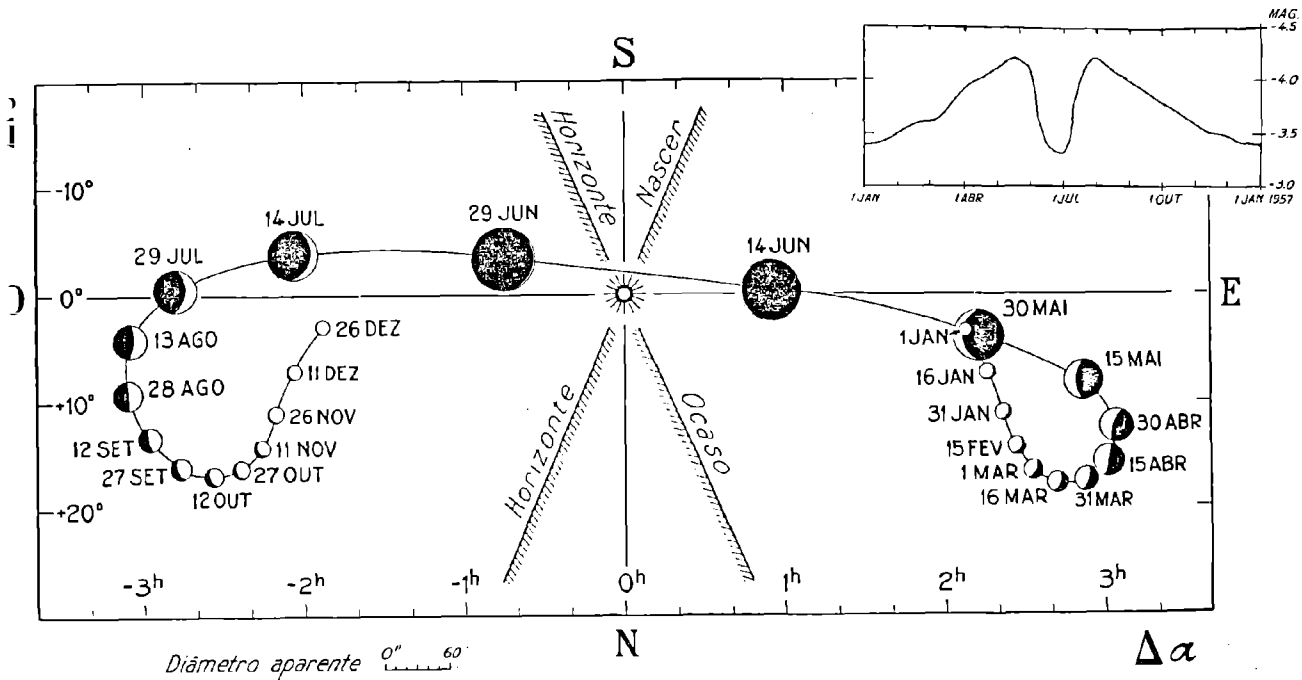 MAG.
-4.5
S
-4.0
-3.5
-3.0
1 JAN
1 ABR
1 JUL
1 OUT
1 JAN 1957
Horizonte
Nascer
-10°
14 JUL
29 JUN
14 JUN
29 JUL
0°
E
30 MAI
1 JAN
26 DEZ
13 AGO
15 MAI
11 DEZ
16 JAN
28 AGO
+10°
26 NOV
31 JAN
30 ABR
12 SET
11 NOV
15 FEV
15 ABR
27 SET
27 OUT
1 MAR
12 OUT
16 MAR
31 MAR
Horizonte
Ocaso
+20°
-3h
-2h
-1h
0h
1h
2h
3h
N
Δα
Diâmetro aparente
0"
60